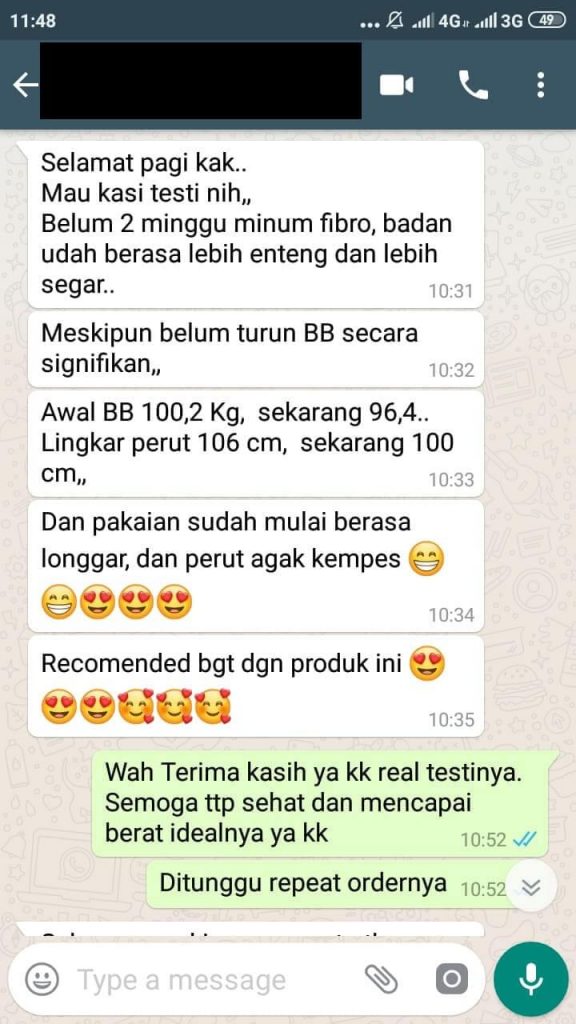 11:48
4G 3G 49
Selamat pagi kak..
Mau kasi testi nih,,
Belum 2 minggu minum fibro, badan
udah berasa lebih enteng dan lebih
segar..
10:31
Meskipun belum turun BB secara
signifikan,,
10:32
Awal BB 100,2 Kg, sekarang 96,4..
Lingkar perut 106 cm, sekarang 100
cm,,
10:33
Dan pakaian sudah mulai berasa
longgar, dan perut agak kempes 😁
😁😍😍😍
10:34
Recomended bgt dgn produk ini 😍
😍😍🥰🥰🥰
10:35
Wah Terima kasih ya kk real testinya.
Semoga ttp sehat dan mencapai
berat idealnya ya kk
10:52
Ditunggu repeat ordernya
10:52
Type a message